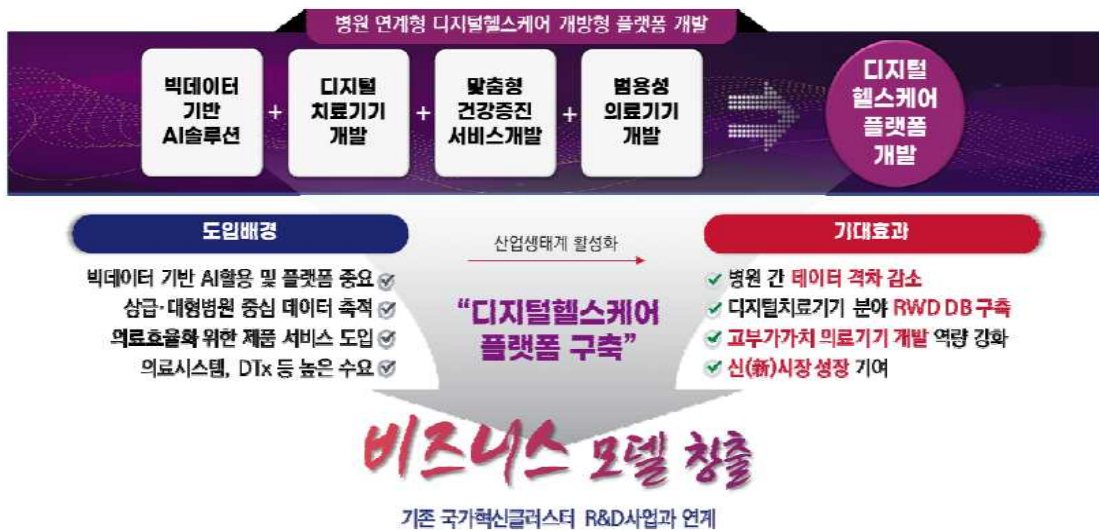 병원 연계형 디지털헬스케어 개방형 플랫폼 개발
빅데이터
기반
AI솔루션
+
디지털
치료기기
개발
+
맞춤형
건강증진
서비스개발
+
범용성
의료기기
개발
디지털
헬스케어
플랫폼
개발
도입배경
빅데이터 기반 AI활용 및 플랫폼 중요
상급·대형병원 중심 데이터 축적
의료효율화 위한 제품 서비스 도입
의료시스템, DTx 등 높은 수요
산업생태계 활성화
“디지털헬스케어
플랫폼 구축”
기대효과
병원 간 데이터 격차 감소
디지털치료기기 분야 RWD DB 구축
고부가가치 의료기기 개발 역량 강화
신(新)시장 성장 기여
비즈니스 모델 창출
기존 국가혁신클러스터 R&D사업과 연계